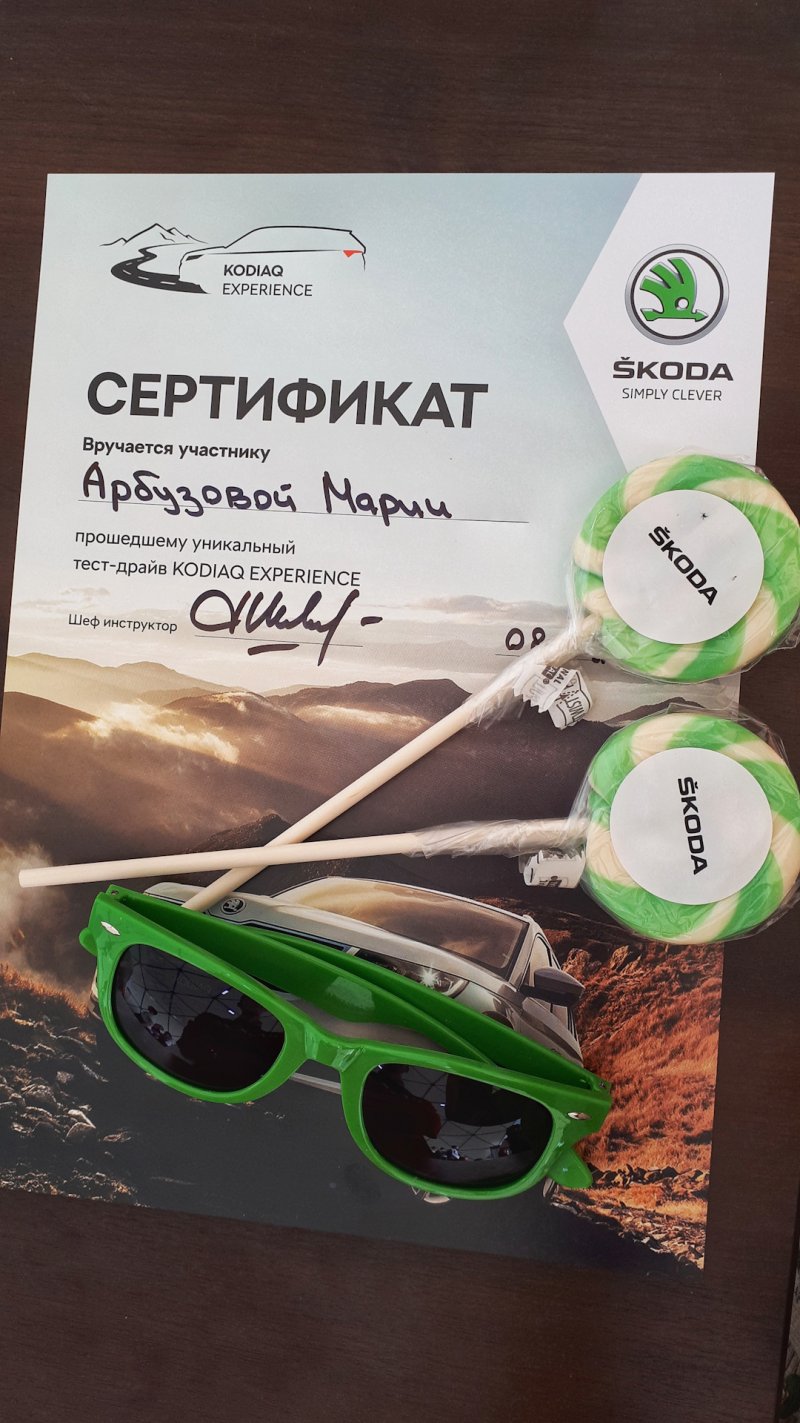 KODIAQ
EXPERIENCE
ŠKODA
SIMPLY CLEVER
СЕРТИФИКАТ
Вручается участнику
Арбузовой Марии
прошедшему уникальный
тест-драйв KODIAQ EXPERIENCE
Шеф инструктор
08
ŠKODA
ŠKODA